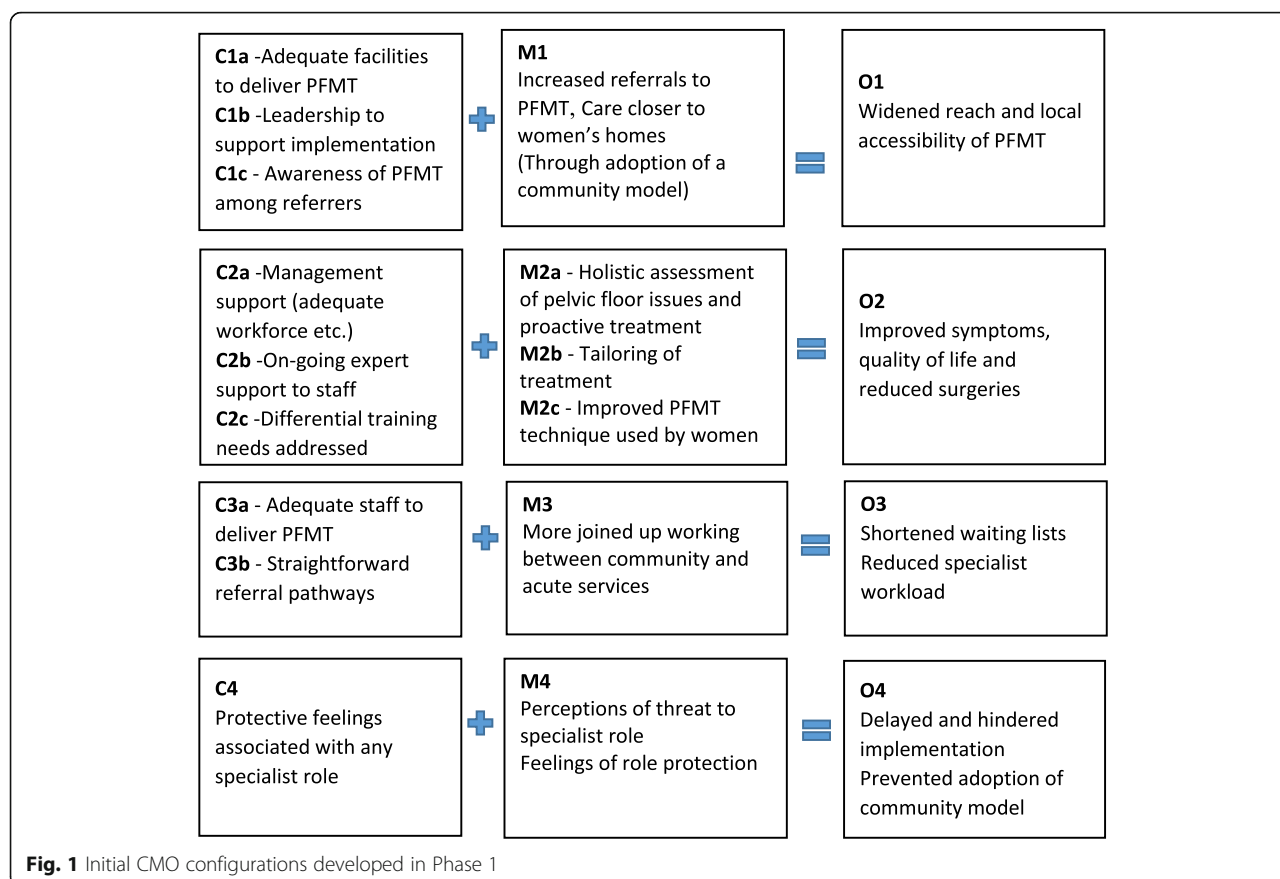 C1a -Adequate facilities
to deliver PFMT
C1b -Leadership to
support implementation
C1c - Awareness of PFMT
among referrers
M1
Increased referrals to
PFMT, Care closer to
women's homes
(Through adoption of a
community model)
O1
Widened reach and local
accessibility of PFMT
C2a -Management
support (adequate
workforce etc.)
C2b -On-going expert
support to staff
C2c -Differential training
needs addressed
M2a - Holistic assessment
of pelvic floor issues and
proactive treatment
M2b - Tailoring of
treatment
M2c - Improved PFMT
technique used by women
O2
Improved symptoms,
quality of life and
reduced surgeries
C3a - Adequate staff to
deliver PFMT
C3b - Straightforward
referral pathways
M3
More joined up working
between community and
acute services
O3
Shortened waiting lists
Reduced specialist
workload
C4
Protective feelings
associated with any
specialist role
M4
Perceptions of threat to
specialist role
Feelings of role protection
O4
Delayed and hindered
implementation
Prevented adoption of
community model
Fig. 1 Initial CMO configurations developed in Phase 1